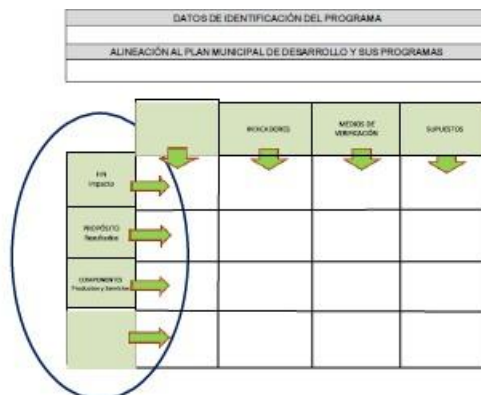 DATOS DE IDENTIFICACIÓN DEL PROGRAMA
ALINEACIÓN AL PLAN MUNICIPAL DE DESARROLLO Y SUS PROGRAMAS
INDICADORES
MEDIOS DE
VERIFICACIÓN
SUPUESTOS
FIN
Impacto
PROPÓSITO
Resultados
COMPONENTES
Productos y Servicios